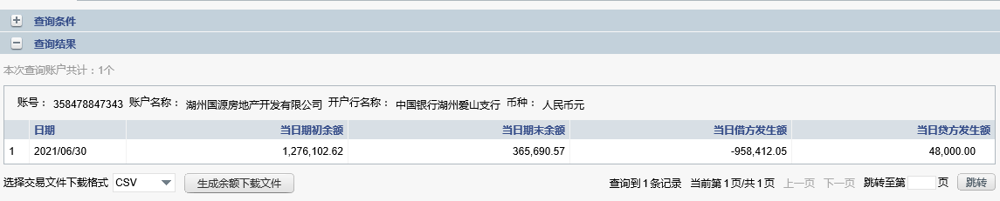 查询条件
查询结果
本次查询账户共计：1个
账号： 358478847343 账户名称： 湖州国源房地产开发有限公司 开户行名称： 中国银行湖州爱山支行 币种： 人民币元
日期 当日期初余额 当日期末余额 当日借方发生额 当日贷方发生额
1 2021/06/30 1,276,102.62 365,690.57 -958,412.05 48,000.00
选择交易文件下载格式 CSV 生成余额下载文件 查询到 1 条记录 当前第 1 页/共 1 页 上一页 下一页 跳转至第 页 跳转